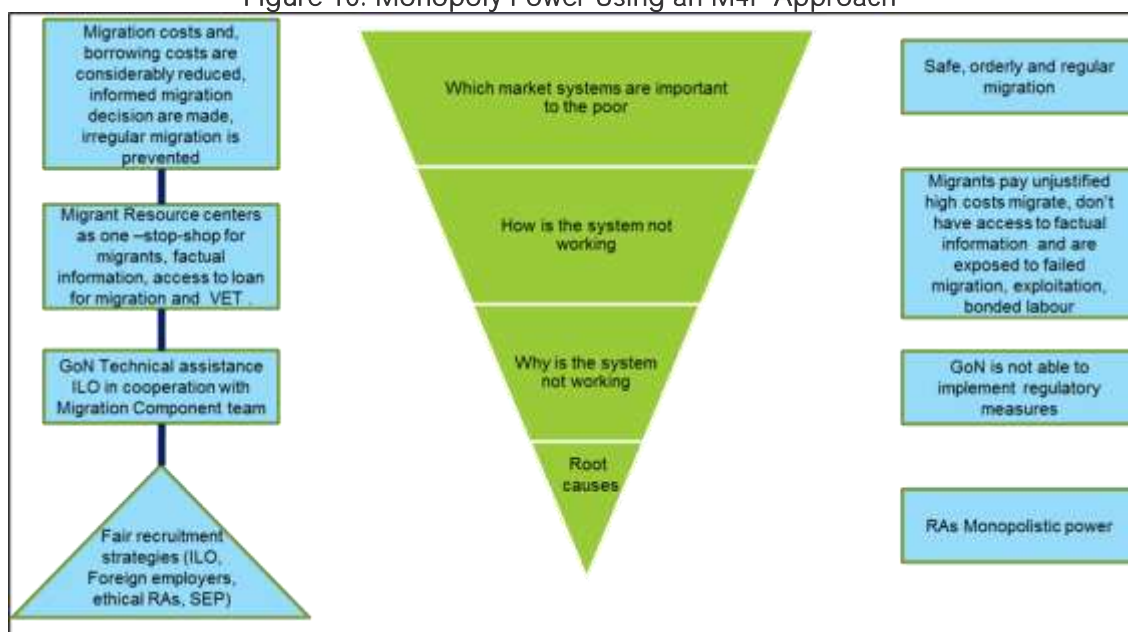 Figure 10: Monopoly Power Using an M4P Approach
Migration costs and,
borrowing costs are
considerably reduced,
informed migration
decision are made,
irregular migration is
prevented
Migrant Resource centers
as one –stop-shop for
migrants, factual
information, access to loan
for migration and VET .
GoN Technical assistance
ILO in cooperation with
Migration Component team
Fair recruitment
strategies (ILO,
Foreign employers,
ethical RAs, SEP)
Which market systems are important
to the poor
How is the system not
working
Why is the system
not working
Root
causes
Safe, orderly and regular
migration
Migrants pay unjustified
high costs migrate, don't
have access to factual
information and are
exposed to failed
migration, exploitation,
bonded labour
GoN is not able to
implement regulatory
measures
RAs Monopolistic power